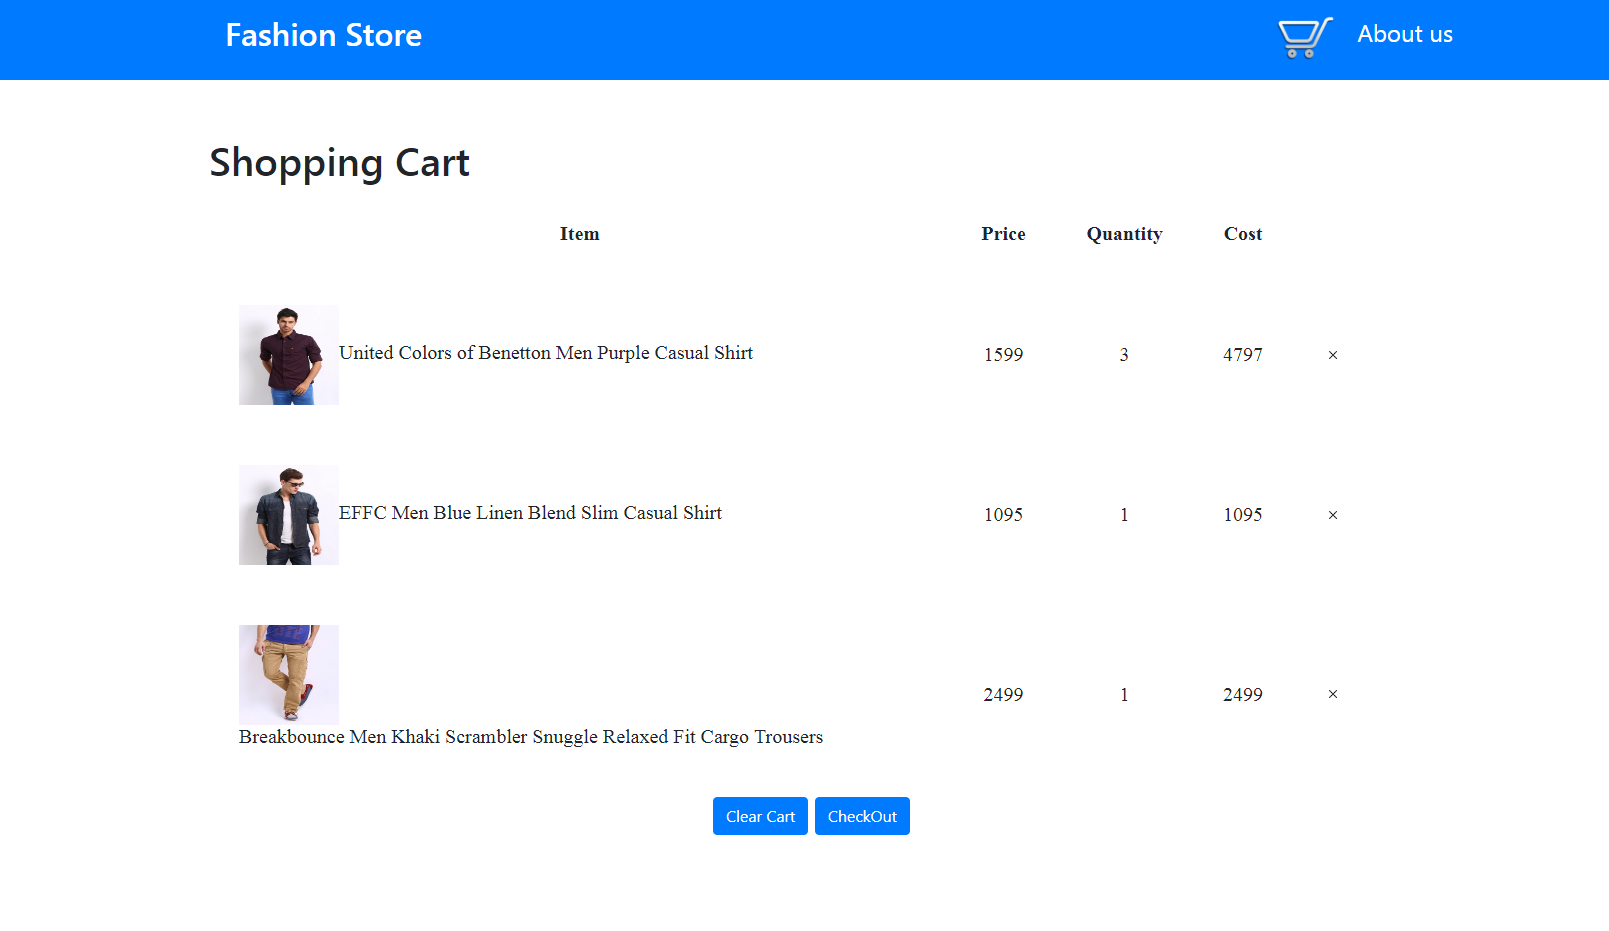 Fashion Store About us
Shopping Cart
Item Price Quantity Cost
United Colors of Benetton Men Purple Casual Shirt 1599 3 4797 ×
EFFC Men Blue Linen Blend Slim Casual Shirt 1095 1 1095 ×
2499 1 2499 ×
Breakbounce Men Khaki Scrambler Snuggle Relaxed Fit Cargo Trousers
Clear Cart CheckOut